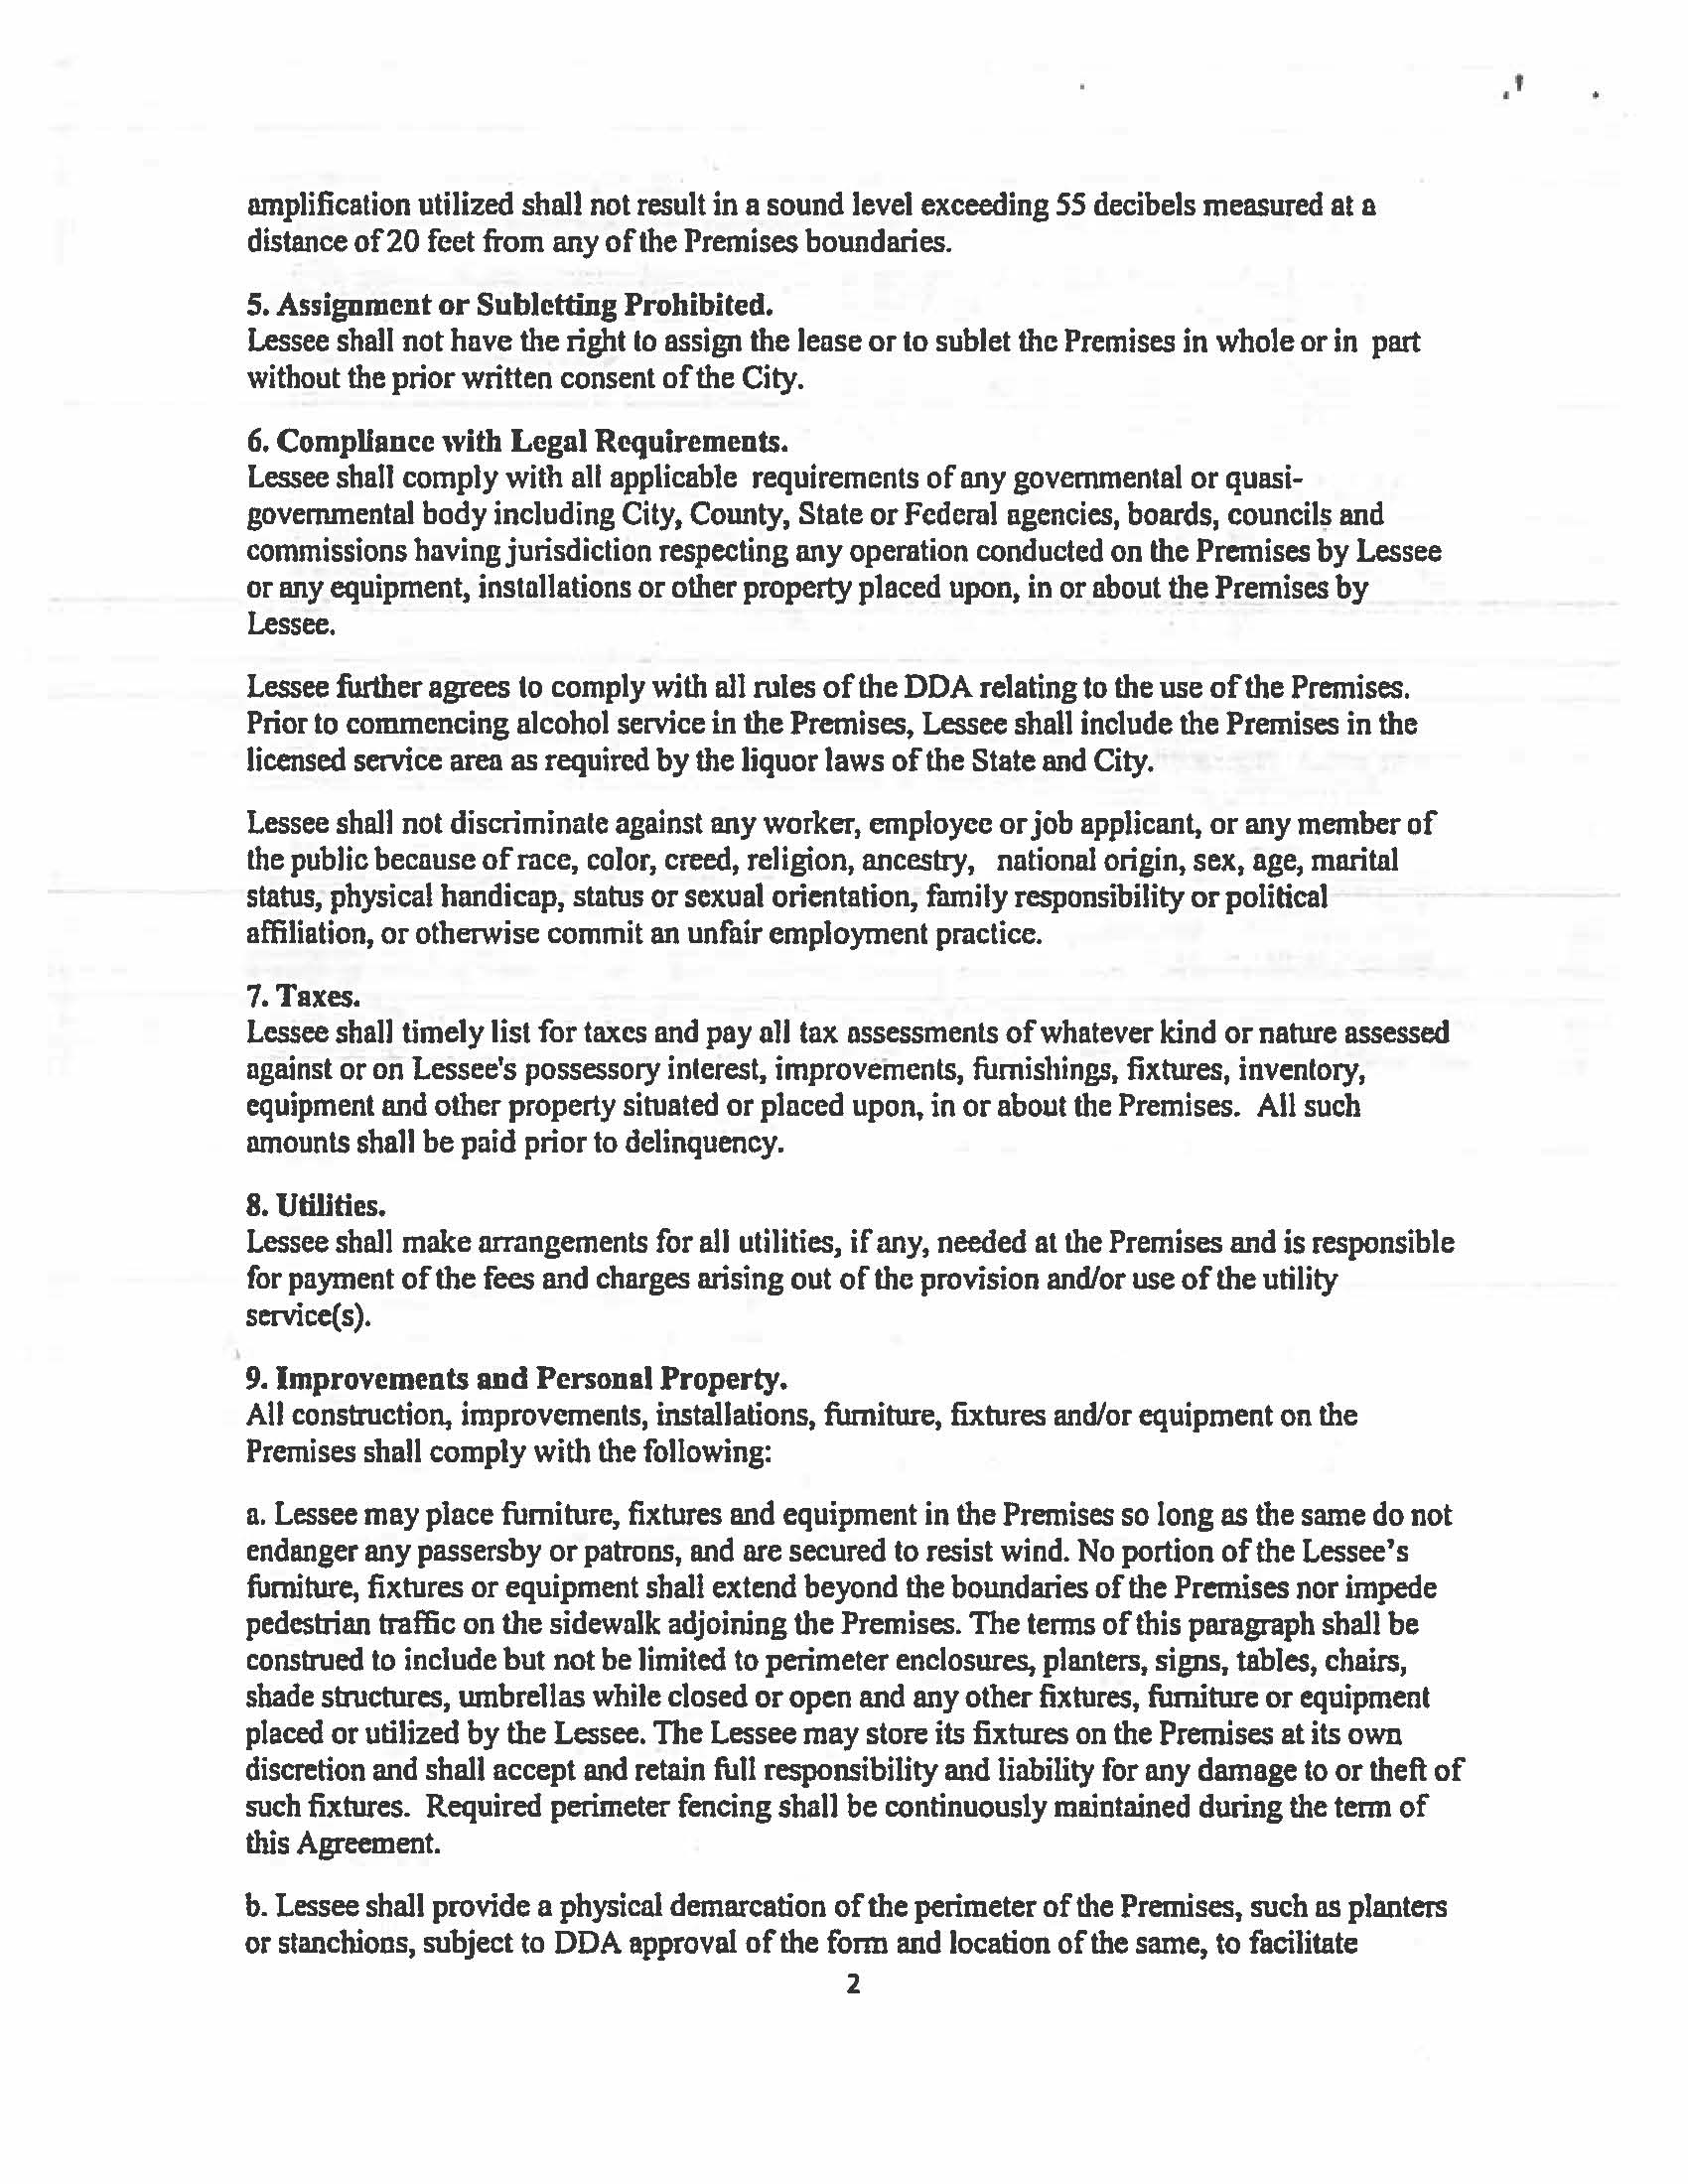 amplification utilized shall not result in a sound level exceeding 55 decibels measured at a
distance of 20 feet from any of the Premises boundaries.
5. Assignment or Subletting Prohibited.
Lessee shall not have the right to assign the lease or to sublet the Premises in whole or in part
without the prior written consent of the City.
6. Compliance with Legal Requirements.
Lessee shall comply with all applicable requirements of any governmental or quasi-
governmental body including City, County, State or Federal agencies, boards, councils and
commissions having jurisdiction respecting any operation conducted on the Premises by Lessee
or any equipment, installations or other property placed upon, in or about the Premises by
Lessee.
Lessee further agrees to comply with all rules of the DDA relating to the use of the Premises.
Prior to commencing alcohol service in the Premises, Lessee shall include the Premises in the
licensed service area as required by the liquor laws of the State and City.
Lessee shall not discriminate against any worker, employee or job applicant, or any member of
the public because of race, color, creed, religion, ancestry, national origin, sex, age, marital
status, physical handicap, status or sexual orientation, family responsibility or political
affiliation, or otherwise commit an unfair employment practice.
7. Taxes.
Lessee shall timely list for taxes and pay all tax assessments of whatever kind or nature assessed
against or on Lessee's possessory interest, improvements, furnishings, fixtures, inventory,
equipment and other property situated or placed upon, in or about the Premises. All such
amounts shall be paid prior to delinquency.
8. Utilities.
Lessee shall make arrangements for all utilities, if any, needed at the Premises and is responsible
for payment of the fees and charges arising out of the provision and/or use of the utility
service(s).
9. Improvements and Personal Property.
All construction, improvements, installations, furniture, fixtures and/or equipment on the
Premises shall comply with the following:
a. Lessee may place furniture, fixtures and equipment in the Premises so long as the same do not
endanger any passersby or patrons, and are secured to resist wind. No portion of the Lessee's
furniture, fixtures or equipment shall extend beyond the boundaries of the Premises nor impede
pedestrian traffic on the sidewalk adjoining the Premises. The terms of this paragraph shall be
construed to include but not be limited to perimeter enclosures, planters, signs, tables, chairs,
shade structures, umbrellas while closed or open and any other fixtures, furniture or equipment
placed or utilized by the Lessee. The Lessee may store its fixtures on the Premises at its own
discretion and shall accept and retain full responsibility and liability for any damage to or theft of
such fixtures. Required perimeter fencing shall be continuously maintained during the term of
this Agreement.
b. Lessee shall provide a physical demarcation of the perimeter of the Premises, such as planters
or stanchions, subject to DDA approval of the form and location of the same, to facilitate
2